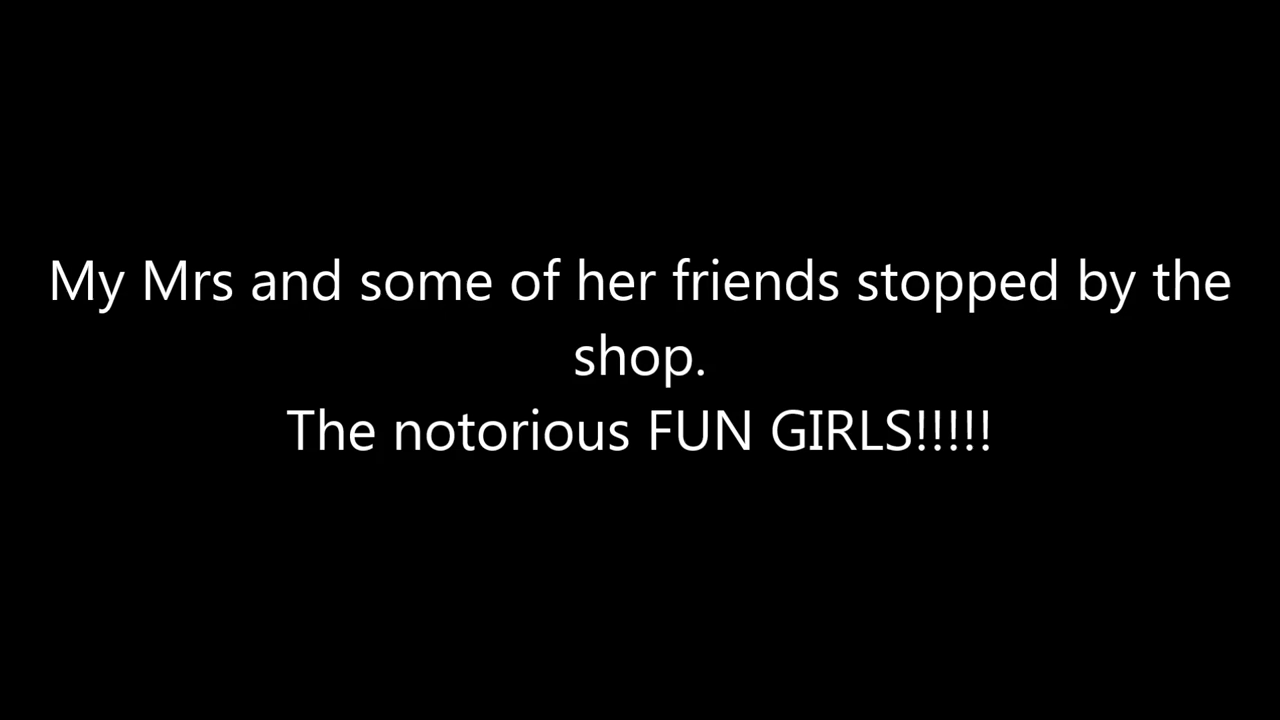 My Mrs and some of her friends stopped by the
shop.
The notorious FUN GIRLS!!!!!